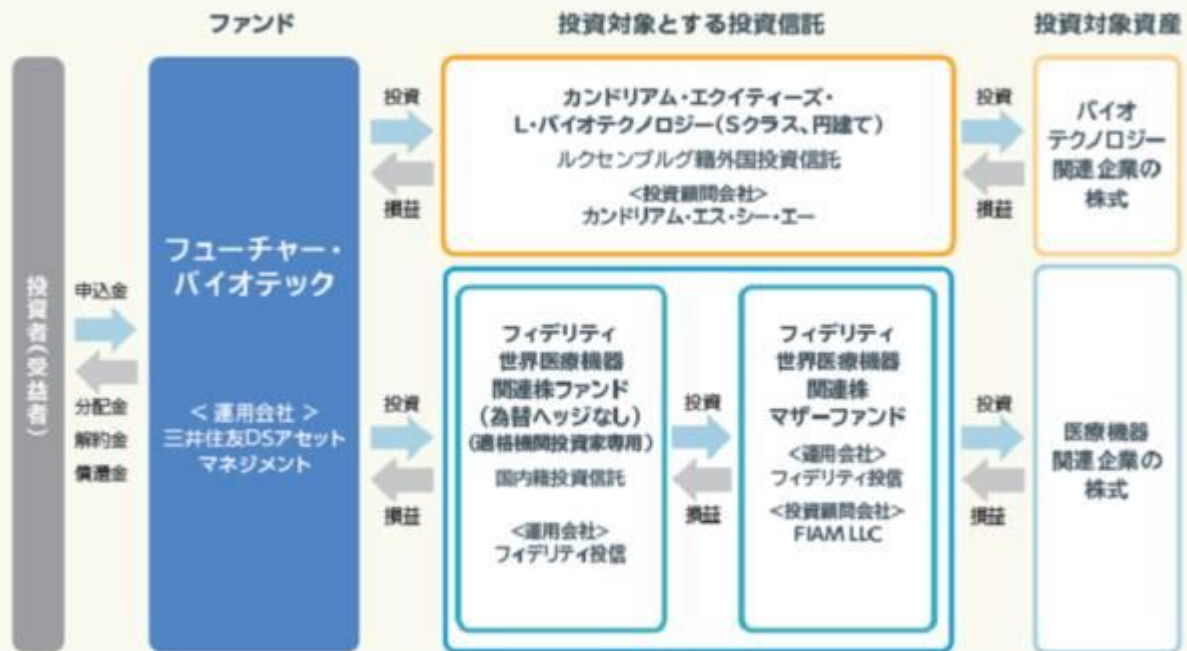 ファンド
投資対象とする投資信託
投資対象資産
投資者(受益者)
申込金
分配金
解約金
償還金
フューチャー・
バイオテック
<運用会社>
三井住友DSアセット
マネジメント
投資
損益
カンドリアム・エクイティーズ・
L・バイオテクノロジー(Sクラス、円建て)
ルクセンブルグ籍外国投資信託
<投資顧問会社>
カンドリアム・エス・シー・エー
投資
損益
バイオ
テクノロジー
関連企業の
株式
投資
損益
フィデリティ
世界医療機器
関連株ファンド
(為替ヘッジなし)
(適格機関投資家専用)
国内籍投資信託
<運用会社>
フィデリティ投信
投資
損益
フィデリティ
世界医療機器
関連株
マザーファンド
<運用会社>
フィデリティ投信
<投資顧問会社>
FIAM LLC
投資
損益
医療機器
関連企業の
株式